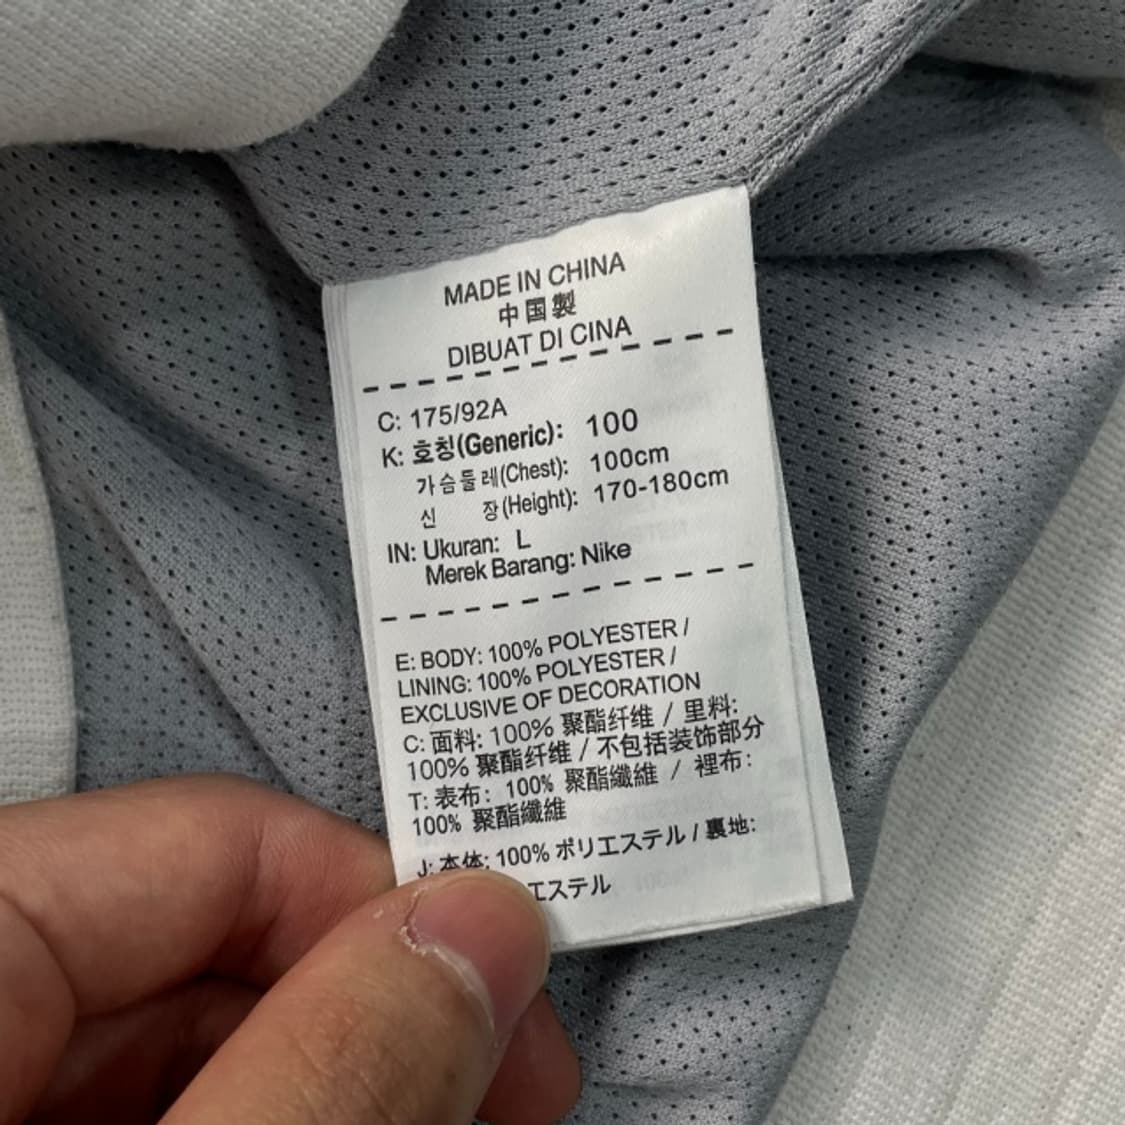 MADE IN CHINA
中国製
DIBUAT DI CINA
C: 175/92A
K: 호칭(Generic): 100
가슴둘레(Chest): 100cm
신 장(Height): 170-180cm
IN: Ukuran: L
Merek Barang: Nike
E: BODY: 100% POLYESTER /
LINING: 100% POLYESTER /
EXCLUSIVE OF DECORATION
C: 面料: 100% 聚酯纤维 / 里料:
100% 聚酯纤维 / 不包括装饰部分
T: 表布: 100% 聚酯纖維 / 裡布:
100% 聚酯纖維
J: 本体: 100% ポリエステル / 裏地:
エステル